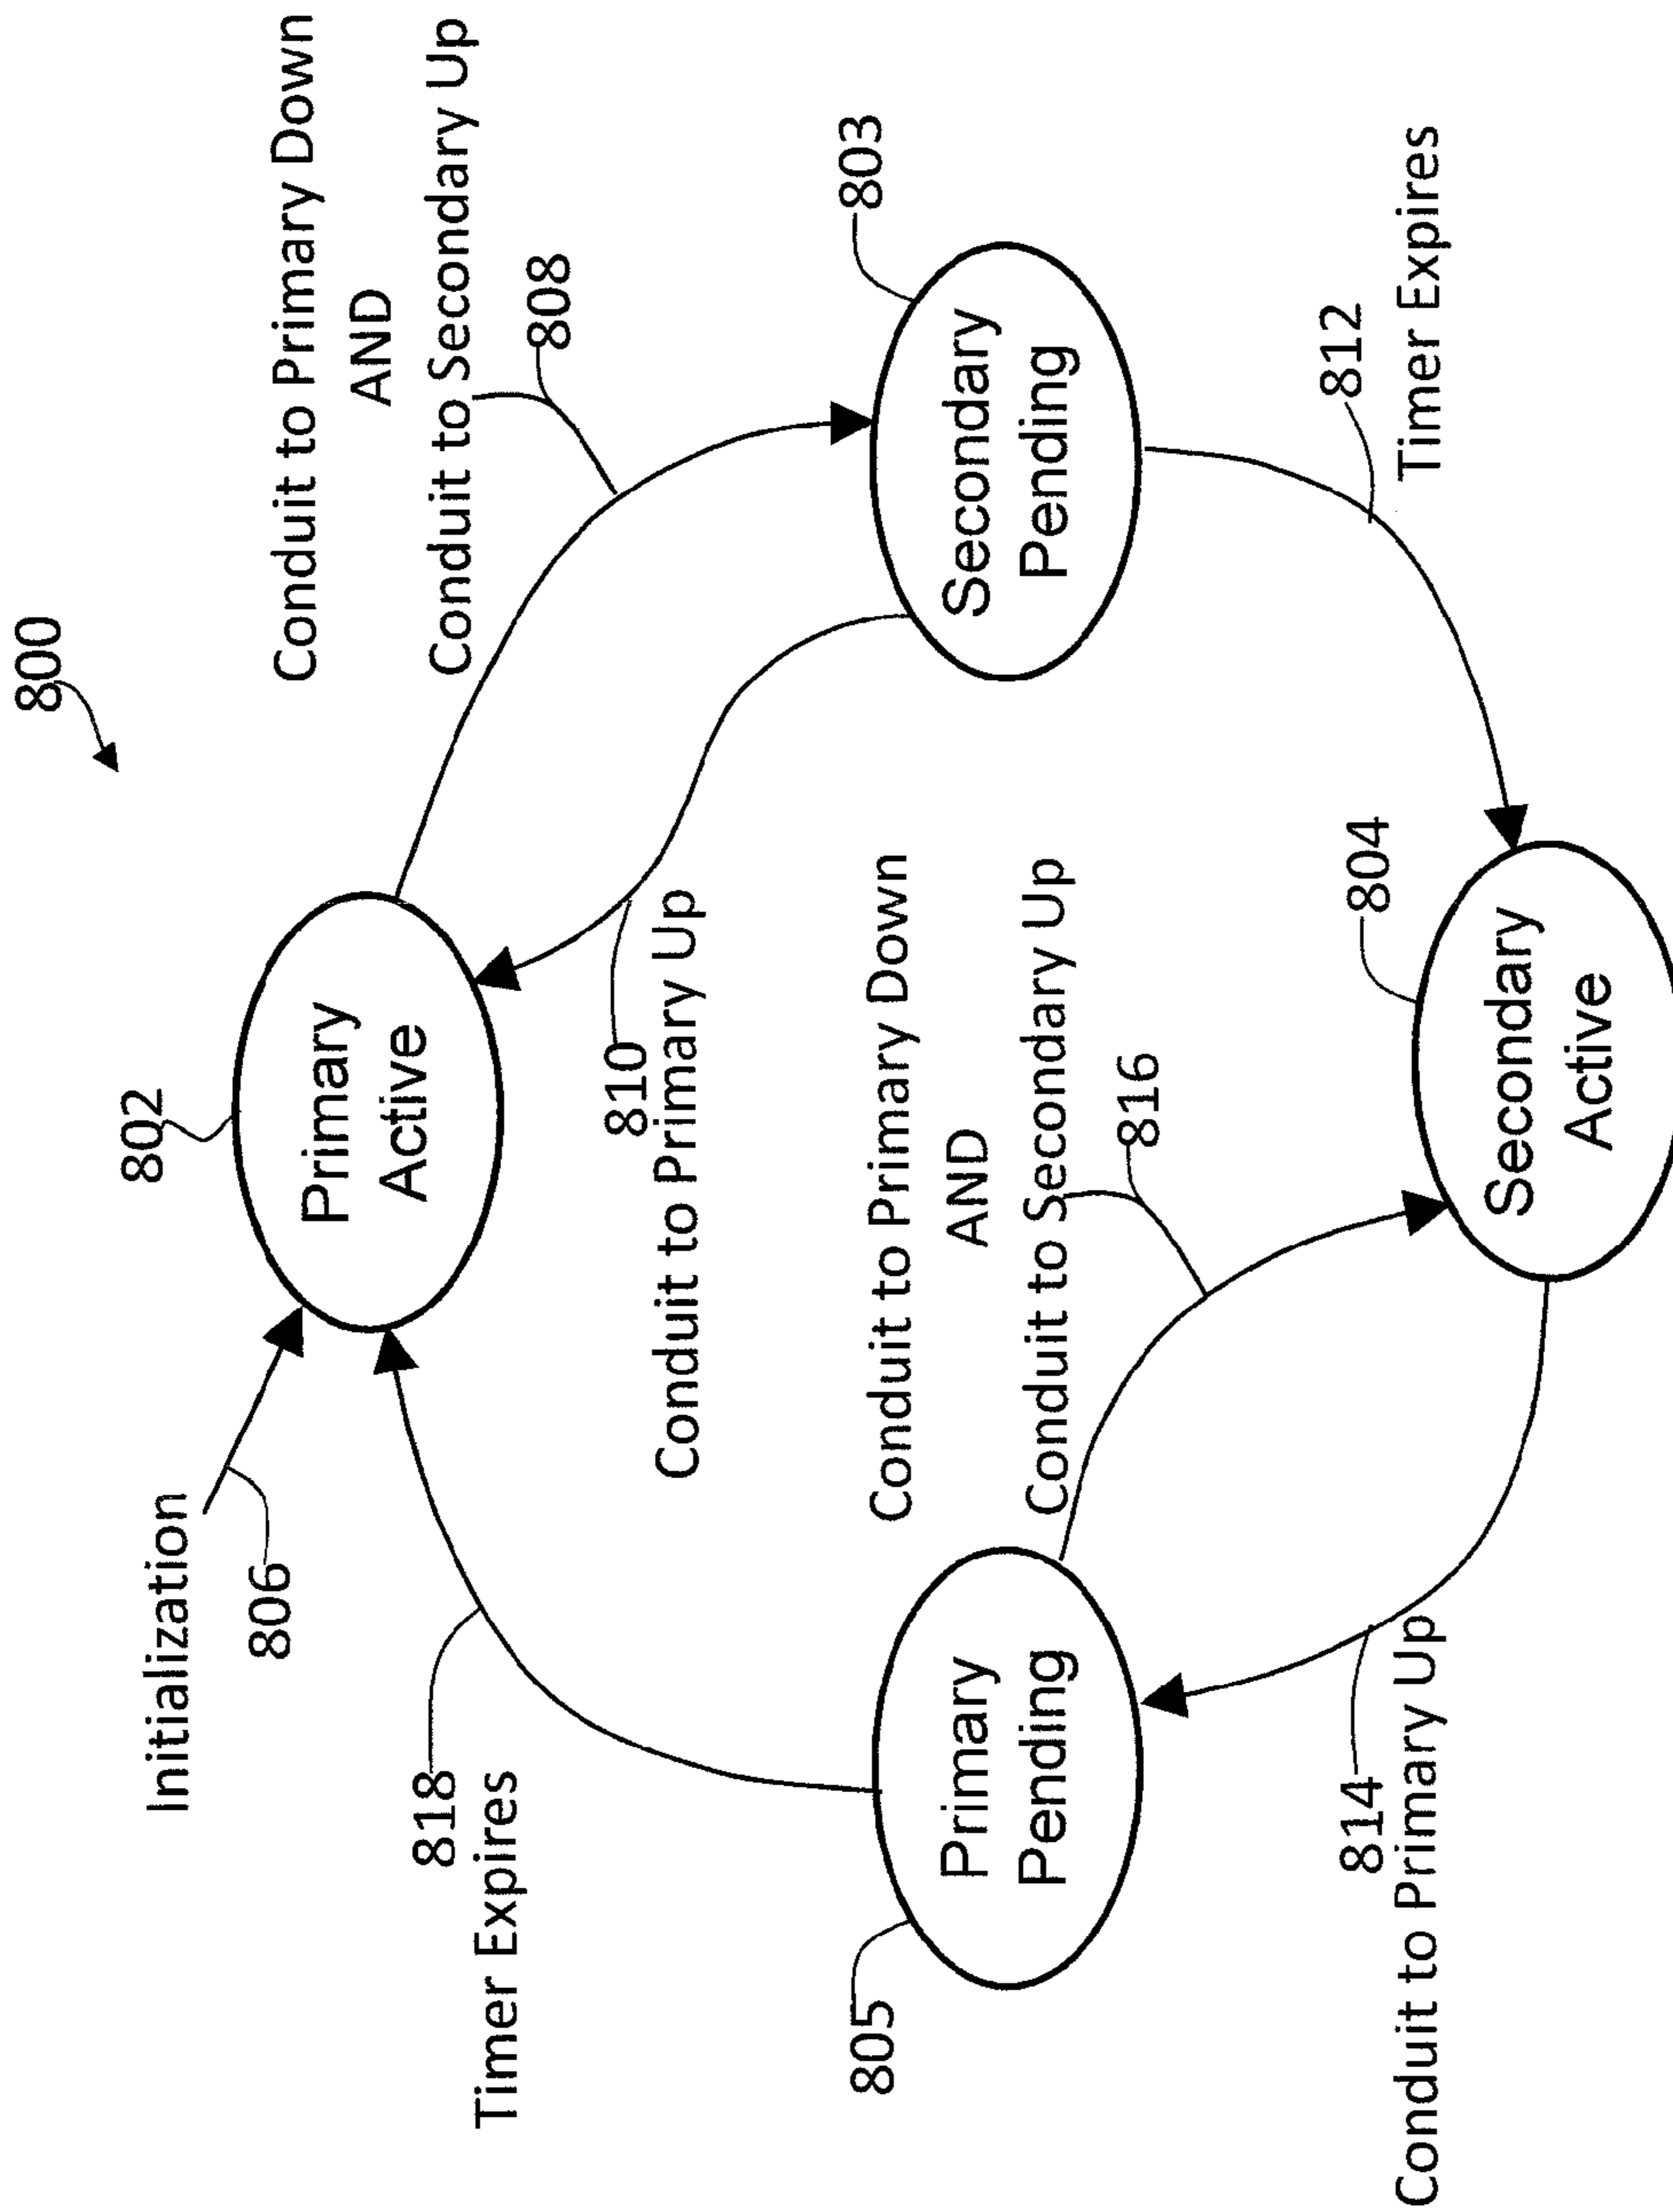 800
802
Initialization
806
Primary
Active
Conduit to Primary Down
AND
Conduit to Secondary Up
808
818
Timer Expires
810
Conduit to Primary Up
803
Secondary
Pending
805
Primary
Pending
Conduit to Primary Down
AND
Conduit to Secondary Up
816
812
Timer Expires
804
Secondary
Active
814
Conduit to Primary Up